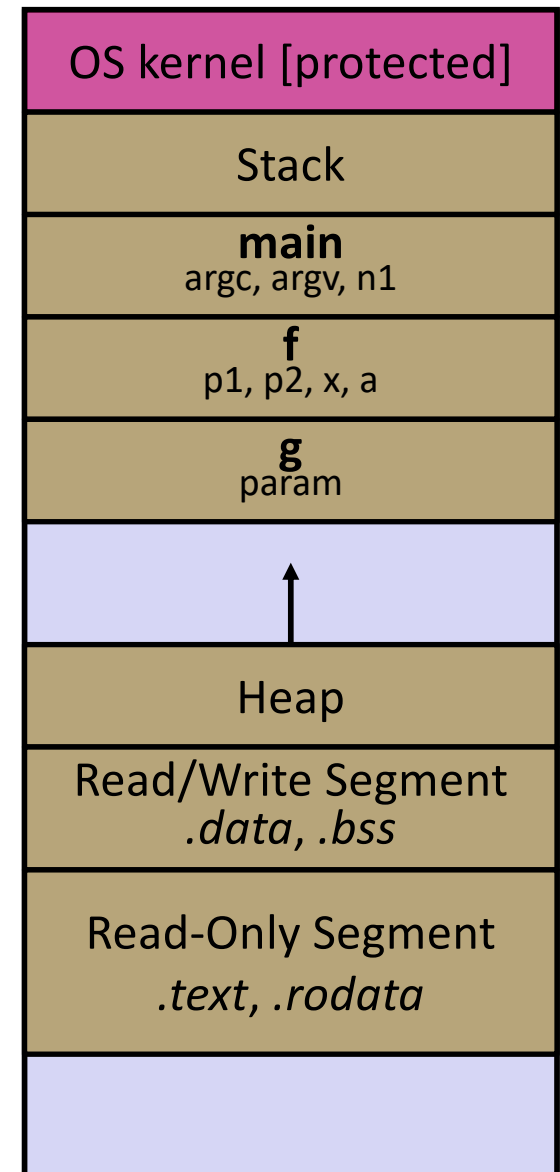 OS kernel [protected]
Stack
main
argc, argv, n1
f
p1, p2, x, a
g
param
Heap
Read/Write Segment
.data, .bss
Read-Only Segment
.text, .rodata